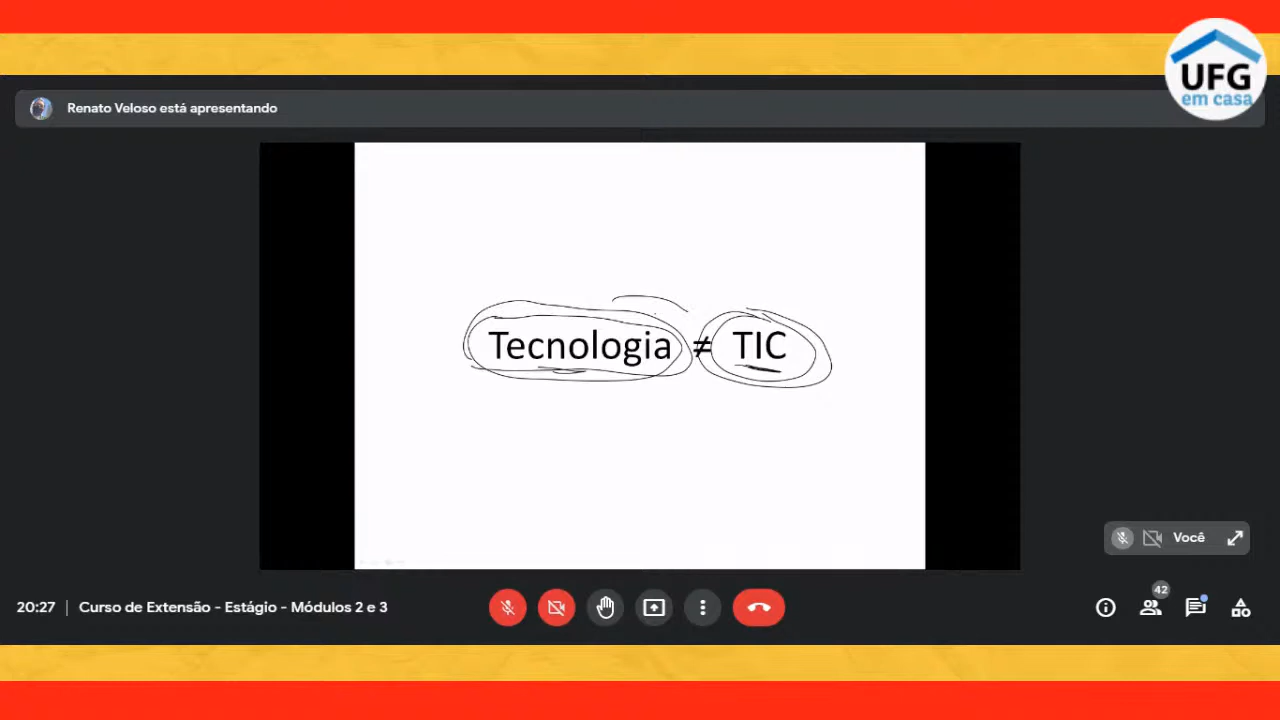 UFG
em casa
Renato Veloso está apresentando
Tecnologia ≠ TIC
Você
20:27 | Curso de Extensão - Estágio - Módulos 2 e 3
42